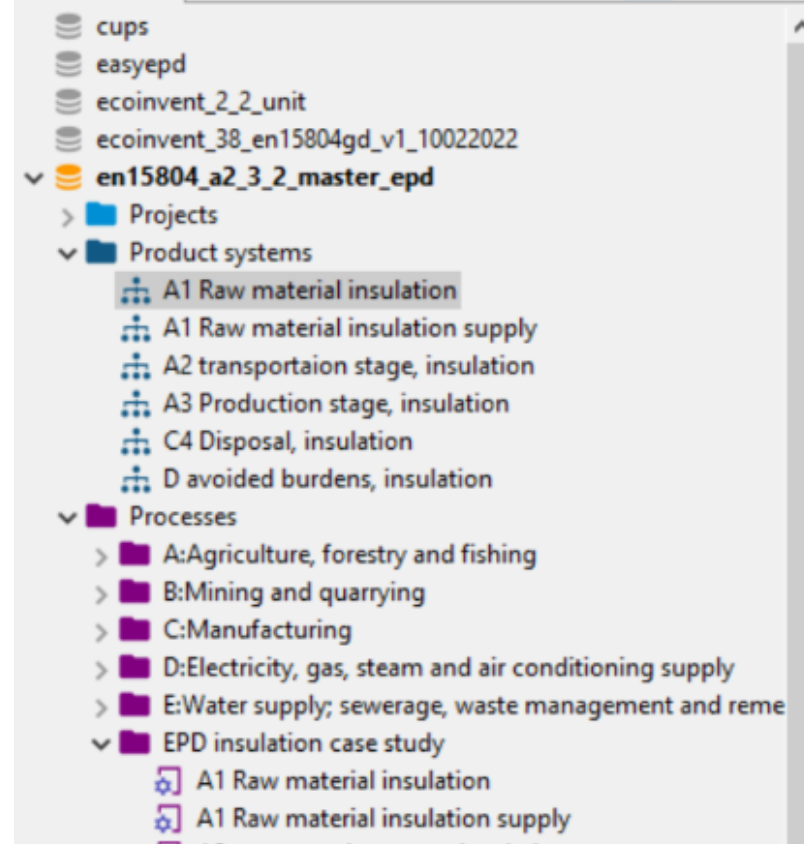 cups
easyepd
ecoinvent_2_2_unit
ecoinvent_38_en15804gd_v1_10022022
en15804_a2_3_2_master_epd
Projects
Product systems
A1 Raw material insulation
A1 Raw material insulation supply
A2 transportaion stage, insulation
A3 Production stage, insulation
C4 Disposal, insulation
D avoided burdens, insulation
Processes
A:Agriculture, forestry and fishing
B:Mining and quarrying
C:Manufacturing
D:Electricity, gas, steam and air conditioning supply
E:Water supply; sewerage, waste management and reme
EPD insulation case study
A1 Raw material insulation
A1 Raw material insulation supply